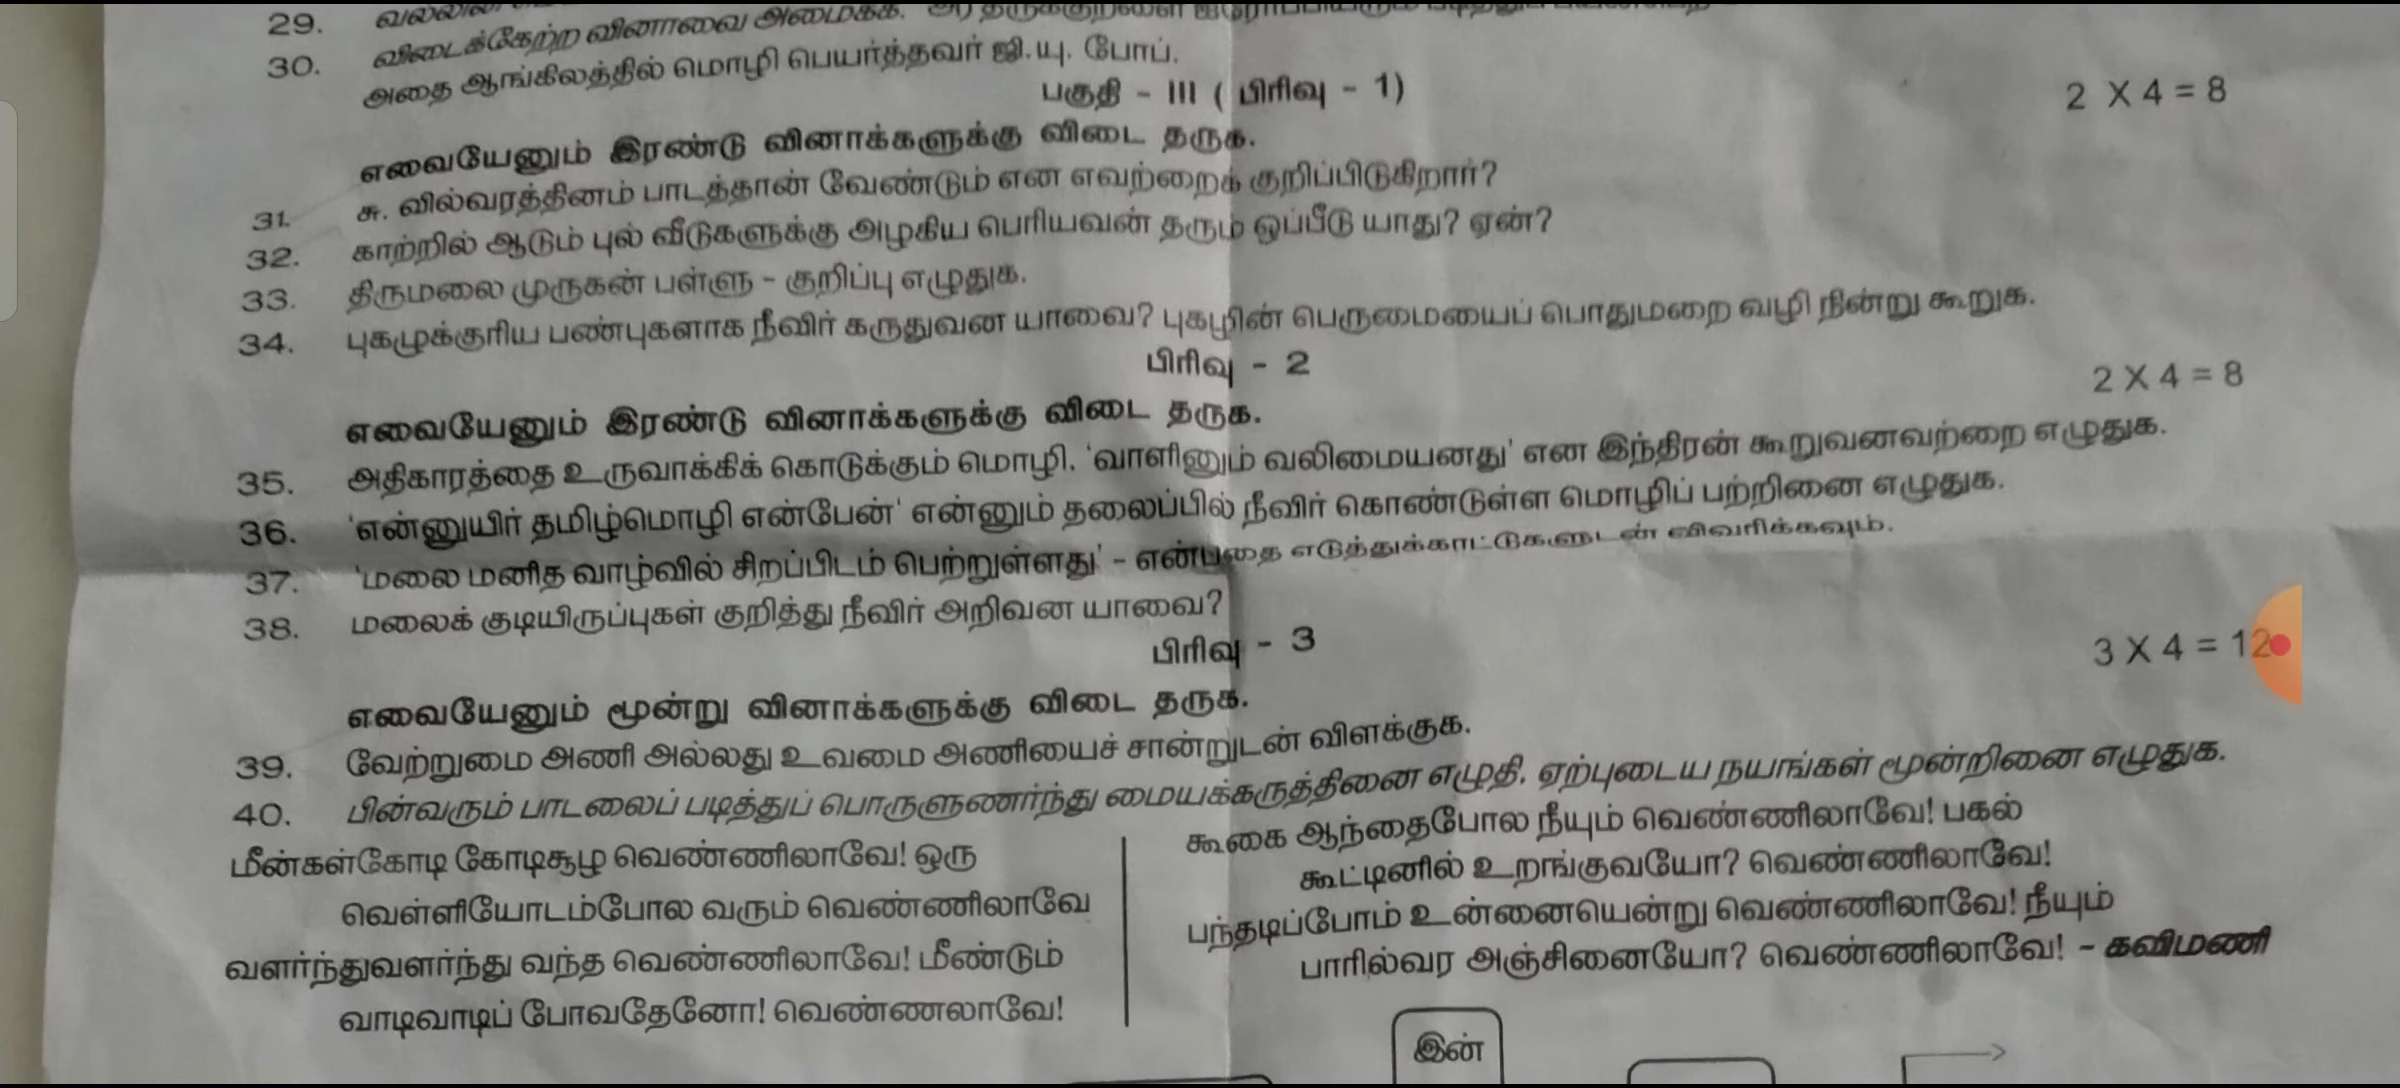 29.
30. விடைக்கேற்ற வினாவை அமைக்க.
அதை ஆங்கிலத்தில் மொழி பெயர்த்தவர் ஜி.யு. போப்.
பகுதி - III ( பிரிவு - 1)
2 X 4 = 8
எவையேனும் இரண்டு வினாக்களுக்கு விடை தருக.
31. சு. வில்வரத்தினம் பாடத்தான் வேண்டும் என எவற்றைக் குறிப்பிடுகிறார்?
32. காற்றில் ஆடும் புல் வீடுகளுக்கு அழகிய பெரியவன் தரும் ஒப்பீடு யாது? ஏன்?
33. திருமலை முருகன் பள்ளு - குறிப்பு எழுதுக.
34. புகழுக்குரிய பண்புகளாக நீவிர் கருதுவன யாவை? புகழின் பெருமையைப் பொதுமறை வழி நின்று கூறுக.
பிரிவு - 2
2 X 4 = 8
எவையேனும் இரண்டு வினாக்களுக்கு விடை தருக.
35. அதிகாரத்தை உருவாக்கிக் கொடுக்கும் மொழி, 'வாளினும் வலிமையனது' என இந்திரன் கூறுவனவற்றை எழுதுக.
36. 'என்னுயிர் தமிழ்மொழி என்பேன்' என்னும் தலைப்பில் நீவிர் கொண்டுள்ள மொழிப் பற்றினை எழுதுக.
37. 'மலை மனித வாழ்வில் சிறப்பிடம் பெற்றுள்ளது' - என்பதை எடுத்துக்காட்டுகளுடன் விவரிக்கவும்.
38. மலைக் குடியிருப்புகள் குறித்து நீவிர் அறிவன யாவை?
பிரிவு - 3
3 X 4 = 12
எவையேனும் மூன்று வினாக்களுக்கு விடை தருக.
39. வேற்றுமை அணி அல்லது உவமை அணியைச் சான்றுடன் விளக்குக.
40. பின்வரும் பாடலைப் படித்துப் பொருளுணர்ந்து மையக்கருத்தினை எழுதி, ஏற்புடைய நயங்கள் மூன்றினை எழுதுக.
மீன்கள்கோடி கோடிசூழ வெண்ணிலாவே! ஒரு
வெள்ளியோடம்போல வரும் வெண்ணிலாவே
வளர்ந்துவளர்ந்து வந்த வெண்ணிலாவே! மீண்டும்
வாடிவாடிப் போவதேனோ! வெண்ணலாவே!
கூகை ஆந்தைபோல நீயும் வெண்ணிலாவே! பகல்
கூட்டினில் உறங்குவயோ? வெண்ணிலாவே!
பந்தடிப்போம் உன்னையென்று வெண்ணிலாவே! நீயும்
பாரில்வர அஞ்சினையோ? வெண்ணிலாவே! - கவிமணி
இன்